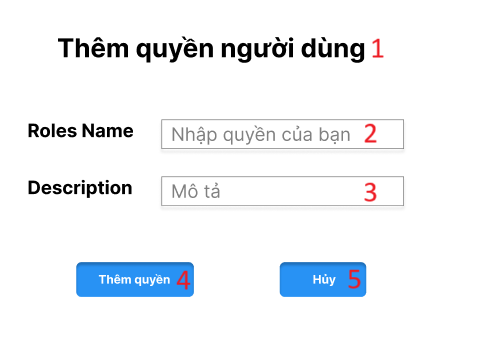 Thêm quyền người dùng 1
Roles Name Nhập quyền của bạn 2
Description Mô tả 3
Thêm quyền 4 Hủy 5